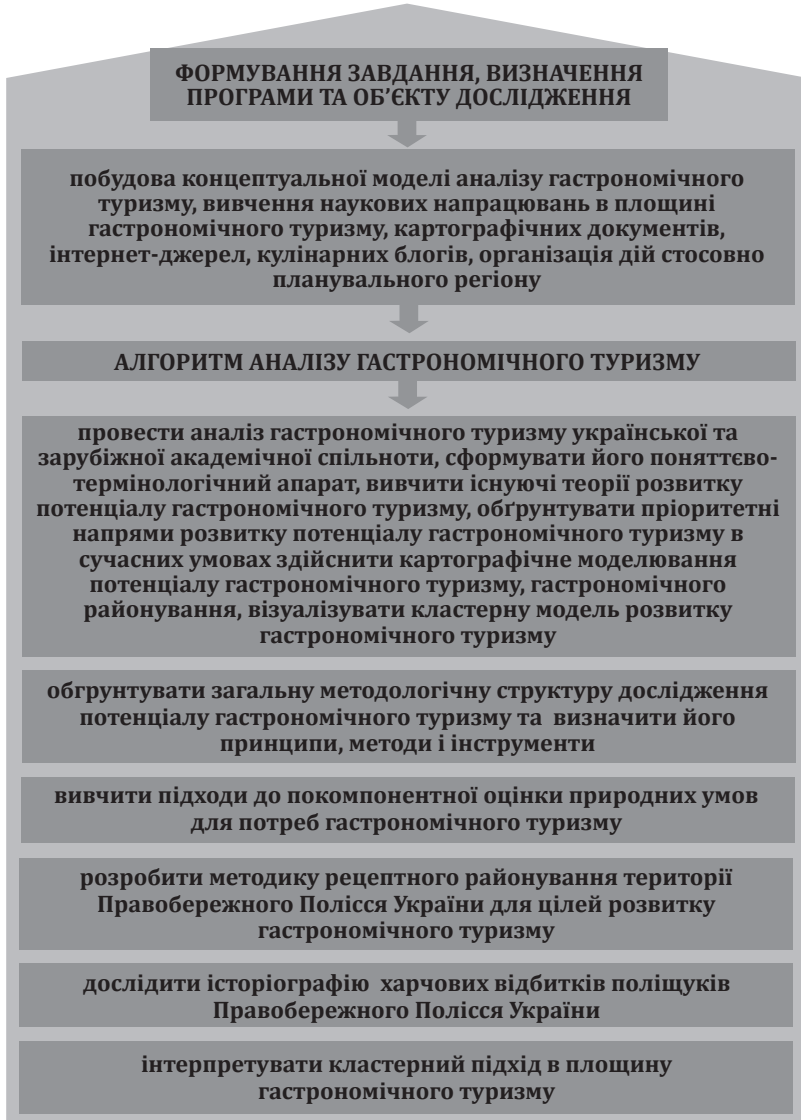 ФОРМУВАННЯ ЗАВДАННЯ, ВИЗНАЧЕННЯ
ПРОГРАМИ ТА ОБ’ЄКТУ ДОСЛІДЖЕННЯ
побудова концептуальної моделі аналізу гастрономічного
туризму, вивчення наукових напрацювань в площині
гастрономічного туризму, картографічних документів,
інтернет-джерел, кулінарних блогів, організація дій стосовно
планувального регіону
АЛГОРИТМ АНАЛІЗУ ГАСТРОНОМІЧНОГО ТУРИЗМУ
провести аналіз гастрономічного туризму української та
зарубіжної академічної спільноти, сформувати його поняттєво-
термінологічний апарат, вивчити існуючі теорії розвитку
потенціалу гастрономічного туризму, обґрунтувати пріоритетні
напрями розвитку потенціалу гастрономічного туризму в
сучасних умовах здійснити картографічне моделювання
потенціалу гастрономічного туризму, гастрономічного
районування, візуалізувати кластерну модель розвитку
гастрономічного туризму
обгрунтувати загальну методологічну структуру дослідження
потенціалу гастрономічного туризму та визначити його
принципи, методи і інструменти
вивчити підходи до покомпонентної оцінки природних умов
для потреб гастрономічного туризму
розробити методику рецептного районування території
Правобережного Полісся України для цілей розвитку
гастрономічного туризму
дослідити історіографію харчових відбитків поліщуків
Правобережного Полісся України
інтерпретувати кластерний підхід в площину
гастрономічного туризму